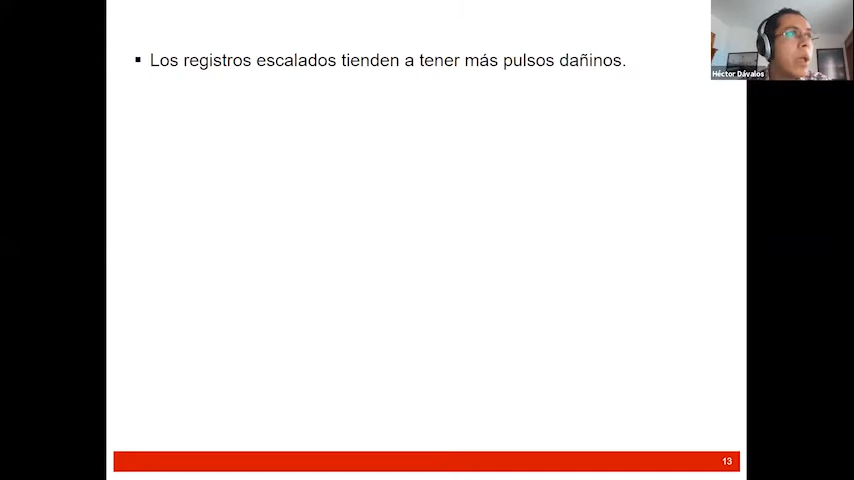 ▪ Los registros escalados tienden a tener más pulsos dañinos.
Héctor Dávalos
13